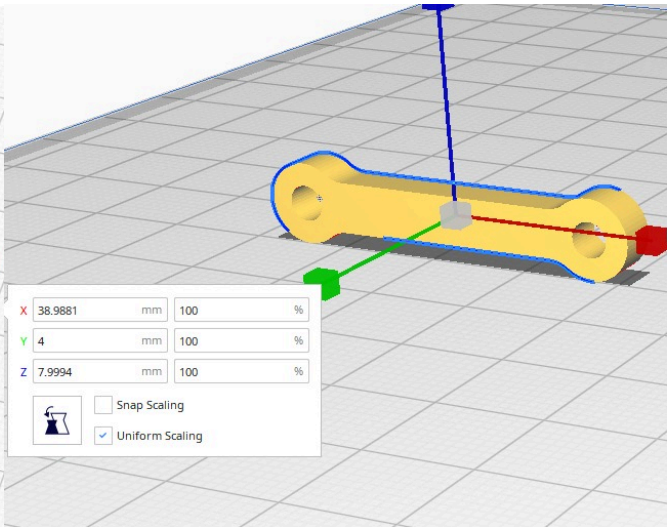 X 38.9881 mm 100 %
Y 4 mm 100 %
Z 7.9994 mm 100 %
Snap Scaling
Uniform Scaling